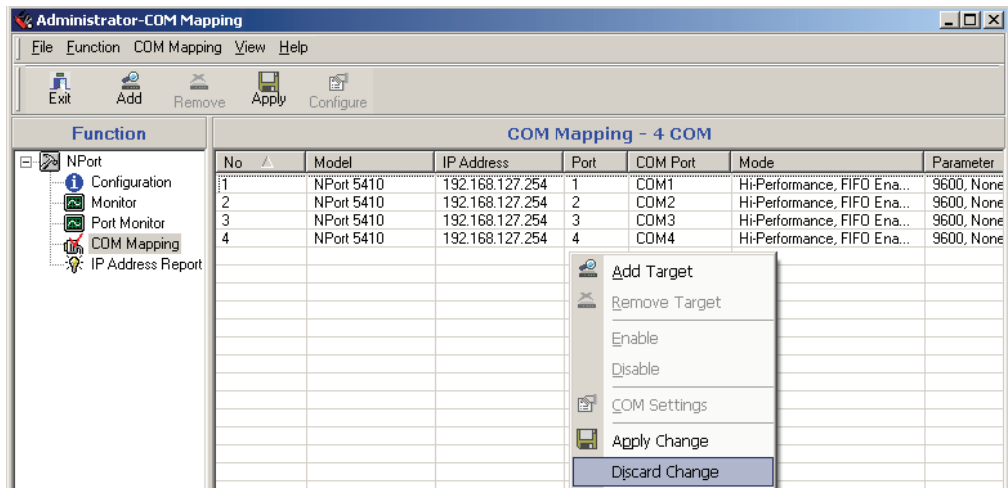 Administrator-COM Mapping
File Function COM Mapping View Help
Exit Add Remove Apply Configure
Function
COM Mapping - 4 COM
NPort
Configuration
Monitor
Port Monitor
COM Mapping
IP Address Report
No Model IP Address Port COM Port Mode Parameter
1 NPort 5410 192.168.127.254 1 COM1 Hi-Performance, FIFO Ena... 9600, None
2 NPort 5410 192.168.127.254 2 COM2 Hi-Performance, FIFO Ena... 9600, None
3 NPort 5410 192.168.127.254 3 COM3 Hi-Performance, FIFO Ena... 9600, None
4 NPort 5410 192.168.127.254 4 COM4 Hi-Performance, FIFO Ena... 9600, None
Add Target
Remove Target
Enable
Disable
COM Settings
Apply Change
Discard Change